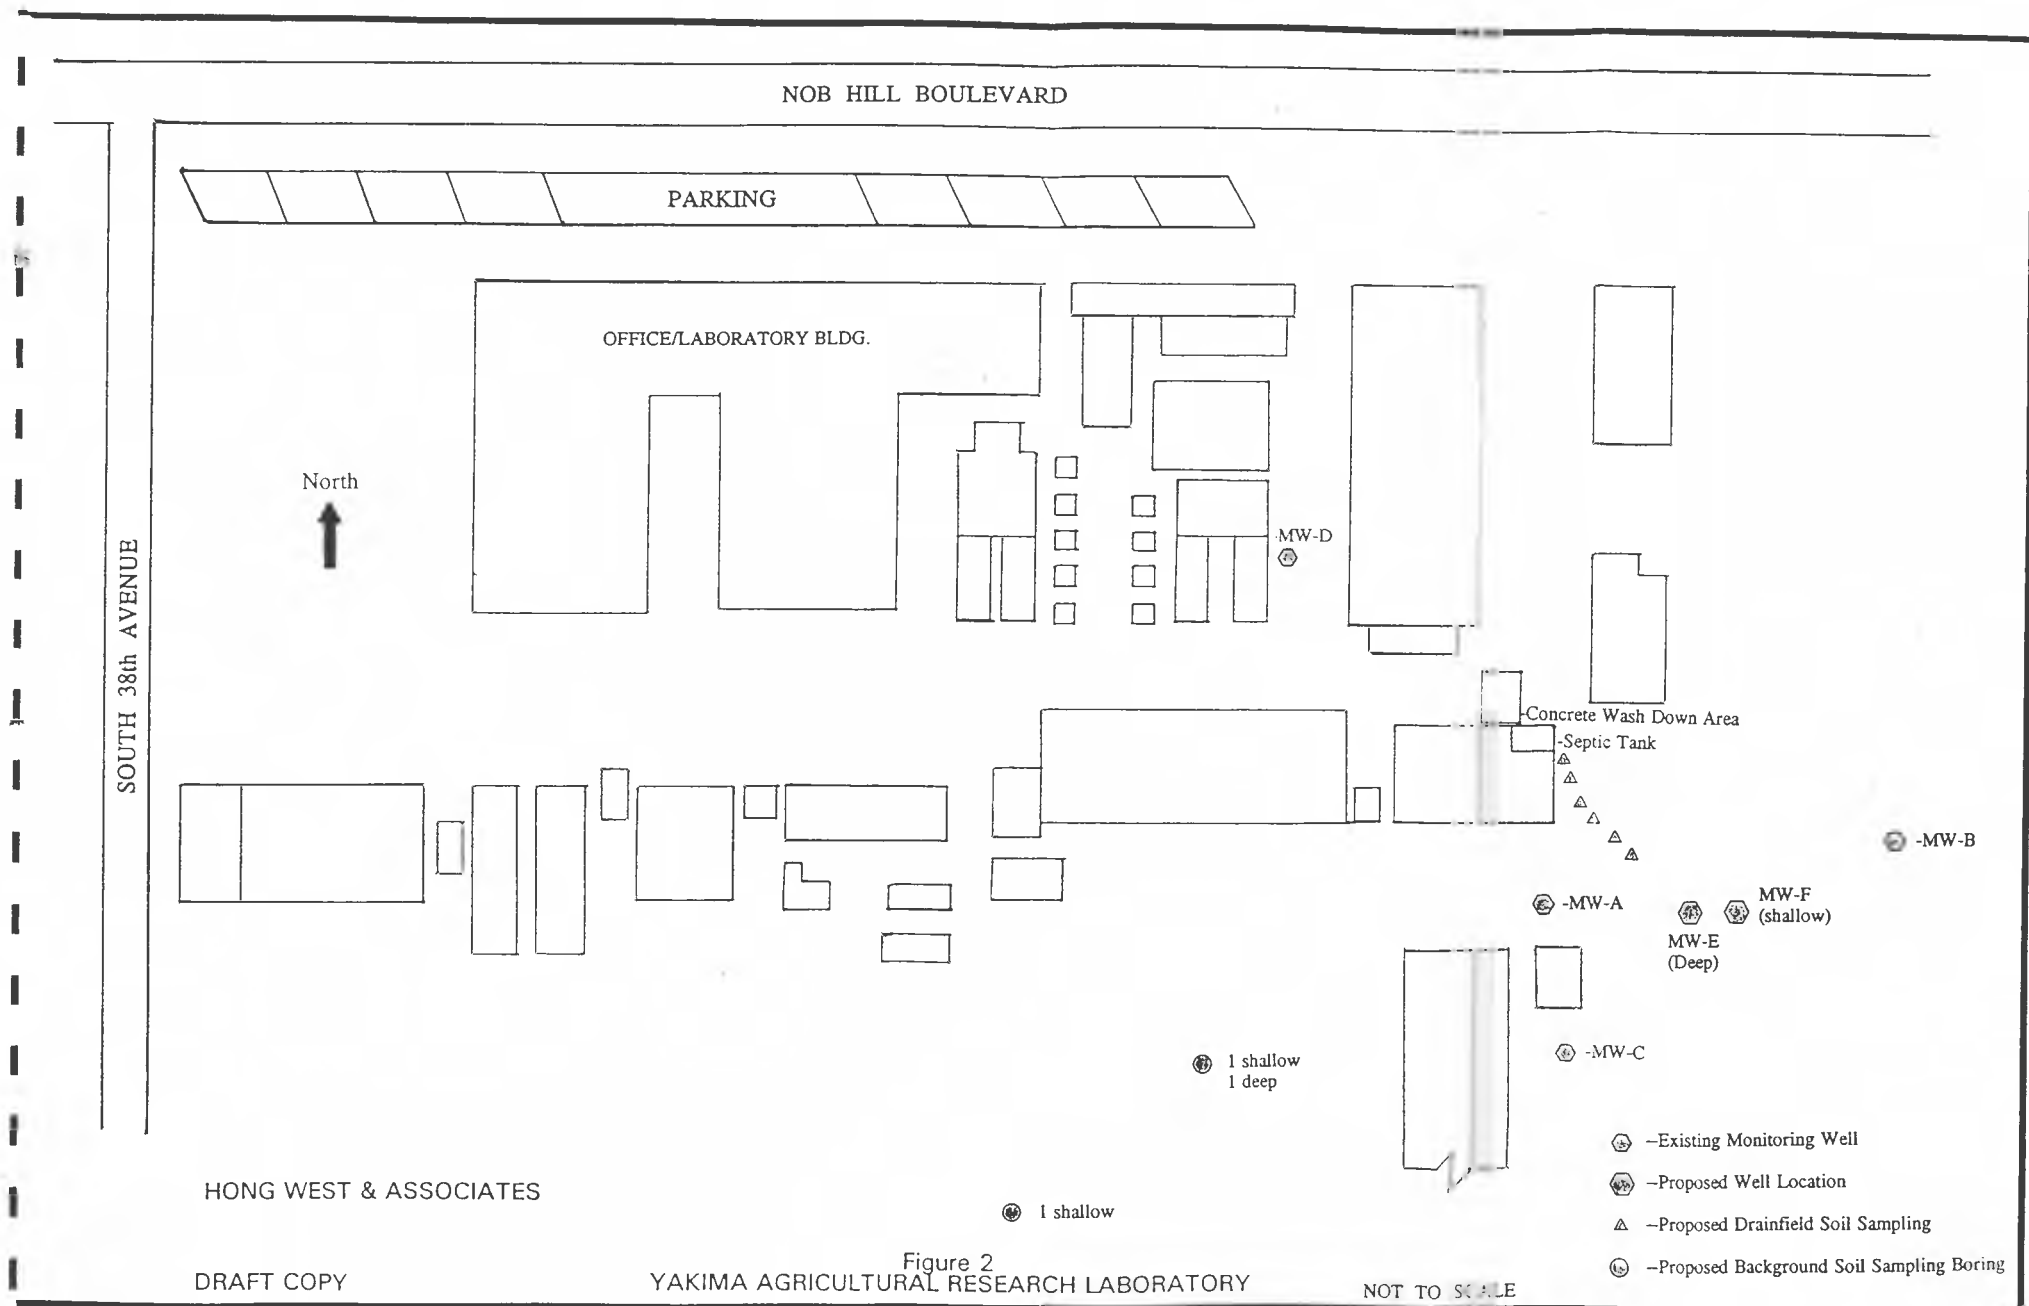 NOB HILL BOULEVARD
PARKING
OFFICE/LABORATORY BLDG.
North
SOUTH 38th AVENUE
MW-D
-Concrete Wash Down Area
-Septic Tank
-MW-B
-MW-A
MW-F
(shallow)
MW-E
(Deep)
-MW-C
1 shallow
1 deep
1 shallow
-Existing Monitoring Well
-Proposed Well Location
-Proposed Drainfield Soil Sampling
-Proposed Background Soil Sampling Boring
HONG WEST & ASSOCIATES
DRAFT COPY
Figure 2
YAKIMA AGRICULTURAL RESEARCH LABORATORY
NOT TO SCALE